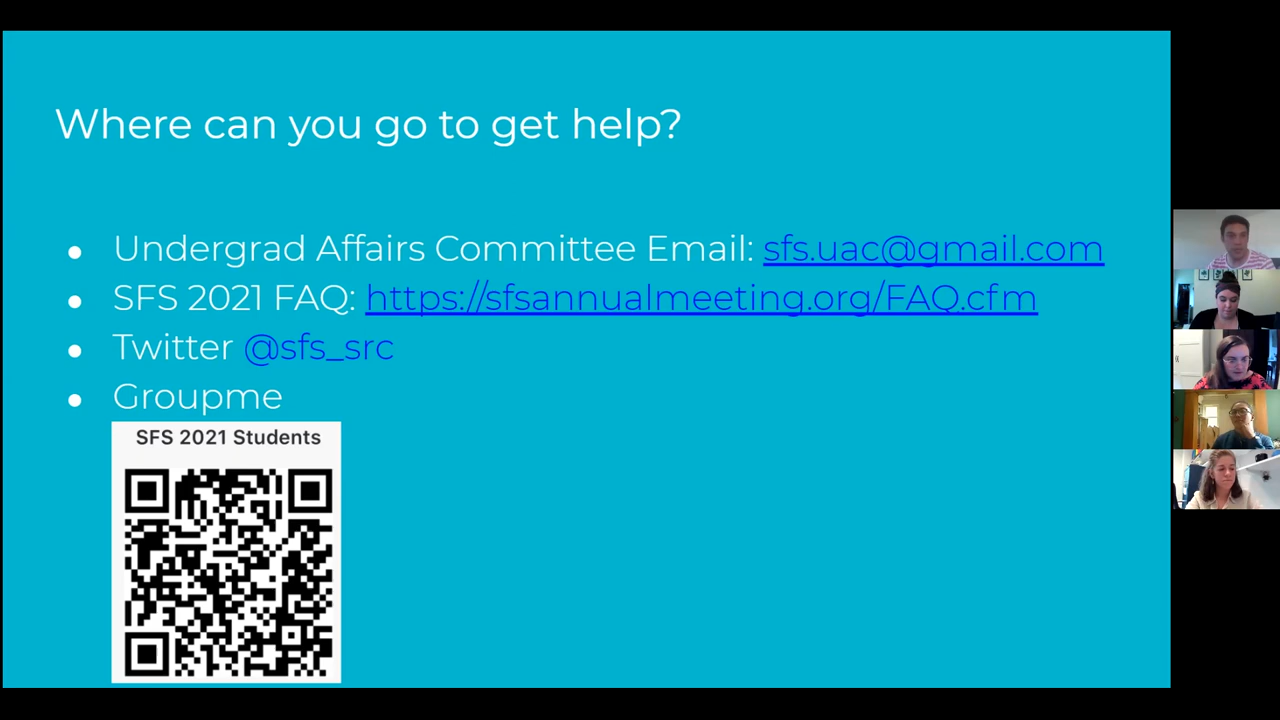 Where can you go to get help?
Undergrad Affairs Committee Email: sfs.uac@gmail.com
SFS 2021 FAQ: https://sfsannualmeeting.org/FAQ.cfm
Twitter @sfs_src
Groupme
SFS 2021 Students